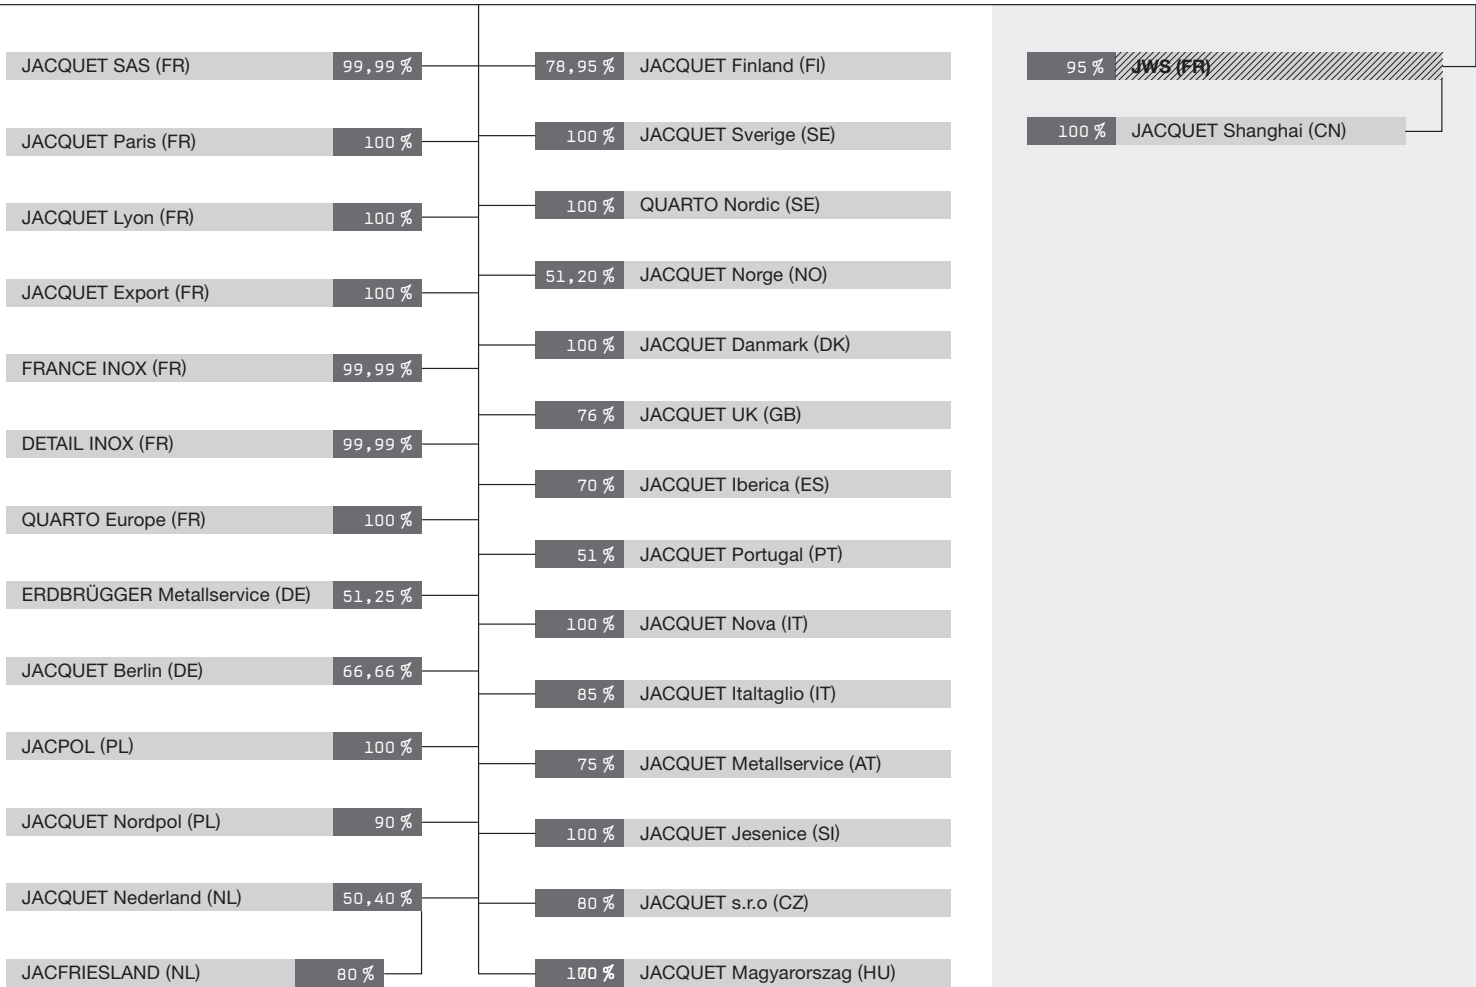 JACQUET SAS (FR) 99,99 %
JACQUET Paris (FR) 100 %
JACQUET Lyon (FR) 100 %
JACQUET Export (FR) 100 %
FRANCE INOX (FR) 99,99 %
DETAIL INOX (FR) 99,99 %
QUARTO Europe (FR) 100 %
ERDBRÜGGER Metallservice (DE) 51,25 %
JACQUET Berlin (DE) 66,66 %
JACPOL (PL) 100 %
JACQUET Nordpol (PL) 90 %
JACQUET Nederland (NL) 50,40 %
JACFRIESLAND (NL) 80 %
78,95 % JACQUET Finland (FI)
100 % JACQUET Sverige (SE)
100 % QUARTO Nordic (SE)
51,20 % JACQUET Norge (NO)
100 % JACQUET Danmark (DK)
76 % JACQUET UK (GB)
70 % JACQUET Iberica (ES)
51 % JACQUET Portugal (PT)
100 % JACQUET Nova (IT)
85 % JACQUET Italtaglio (IT)
75 % JACQUET Metallservice (AT)
100 % JACQUET Jesenice (SI)
80 % JACQUET s.r.o (CZ)
JACQUET Magyarorszag (HU)
95 % JWS (FR)
100 % JACQUET Shanghai (CN)